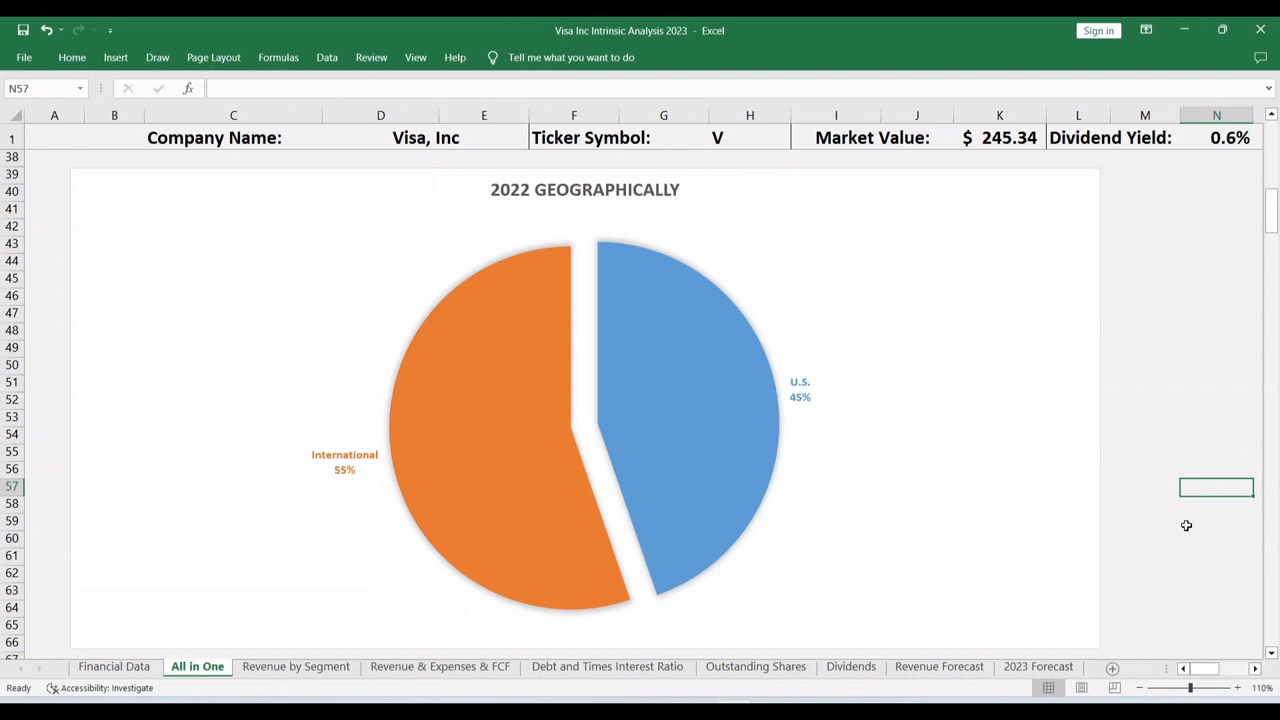 Visa Inc Intrinsic Analysis 2023 - Excel
Sign in
File Home Insert Draw Page Layout Formulas Data Review View Help Tell me what you want to do
N57 fx
A B C D E F G H I J K L M N
1 Company Name: Visa, Inc Ticker Symbol: V Market Value: $ 245.34 Dividend Yield: 0.6%
38
39
2022 GEOGRAPHICALLY
40
41
42
43
44
45
46
47
48
49
50
51
U.S.
45%
52
53
54
55
International
55%
56
57
58
59
60
61
62
63
64
65
66
Financial Data All in One Revenue by Segment Revenue & Expenses & FCF Debt and Times Interest Ratio Outstanding Shares Dividends Revenue Forecast 2023 Forecast
Ready Accessibility: Investigate 110%